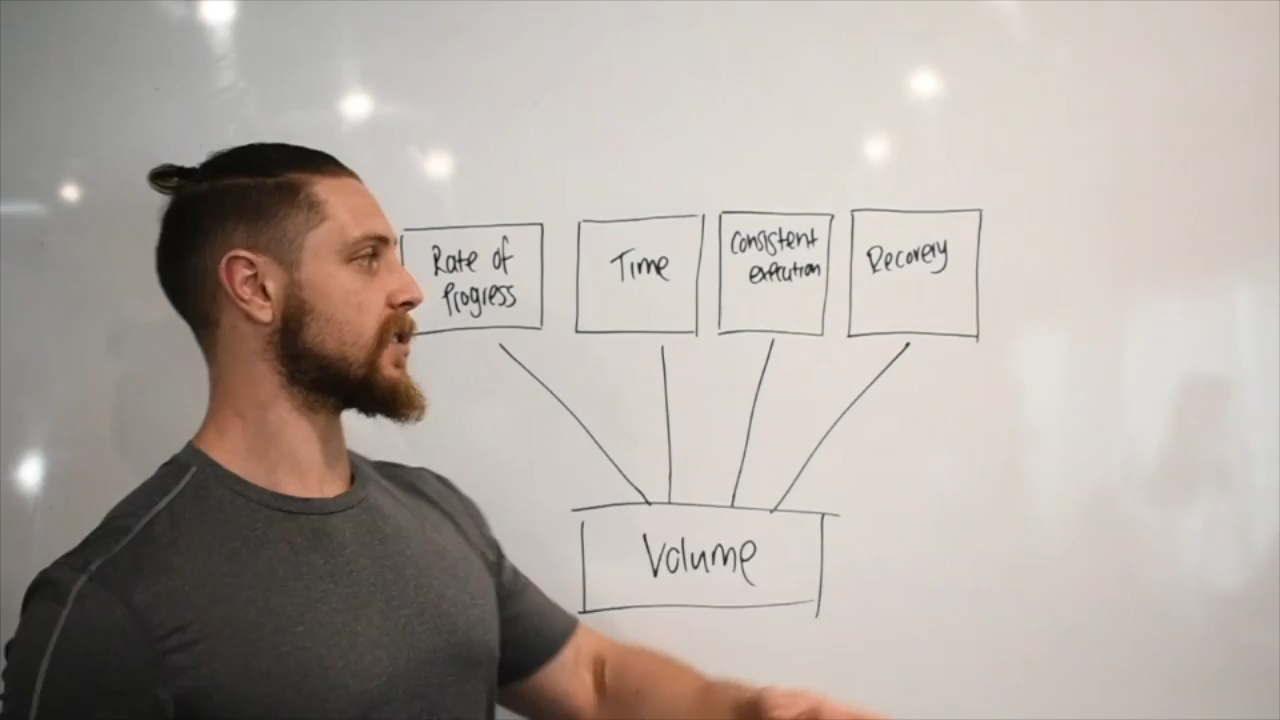 Rate of
Progress
Time
Consistent
execution
Recovery
Volume